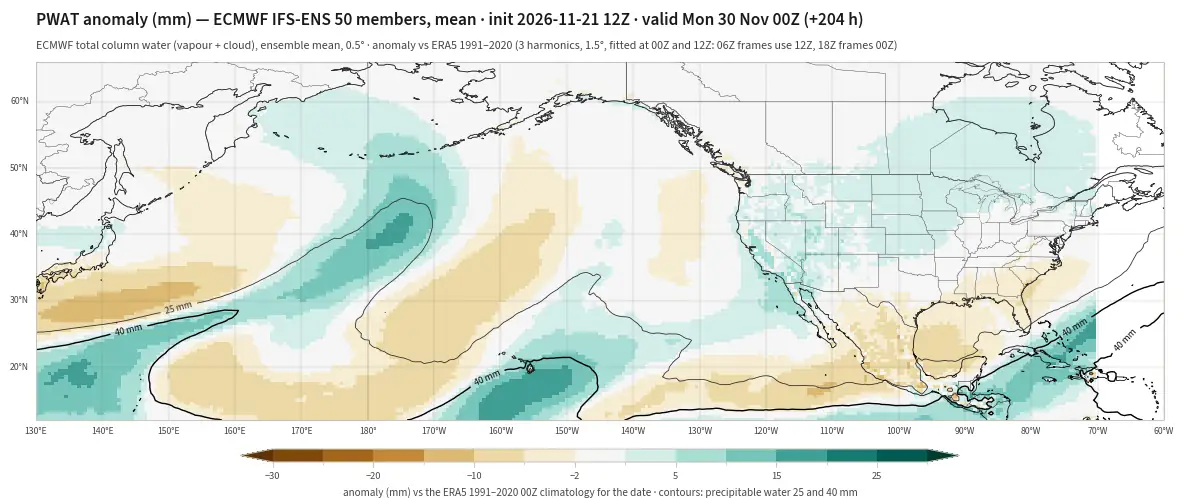 PWAT anomaly (mm) — ECMWF IFS-ENS 50 members, mean · init 2026-11-21 12Z · valid Mon 30 Nov 00Z (+204 h)
ECMWF total column water (vapour + cloud), ensemble mean, 0.5° · anomaly vs ERA5 1991–2020 (3 harmonics, 1.5°, fitted at 00Z and 12Z: 06Z frames use 12Z, 18Z frames 00Z)
60°N
50°N
40°N
30°N
20°N
25 mm
40 mm
40 mm
40 mm
40 mm
130°E 140°E 150°E 160°E 170°E 180° 170°W 160°W 150°W 140°W 130°W 120°W 110°W 100°W 90°W 80°W 70°W 60°W
−30 −20 −10 −2 5 15 25
anomaly (mm) vs the ERA5 1991–2020 00Z climatology for the date · contours: precipitable water 25 and 40 mm